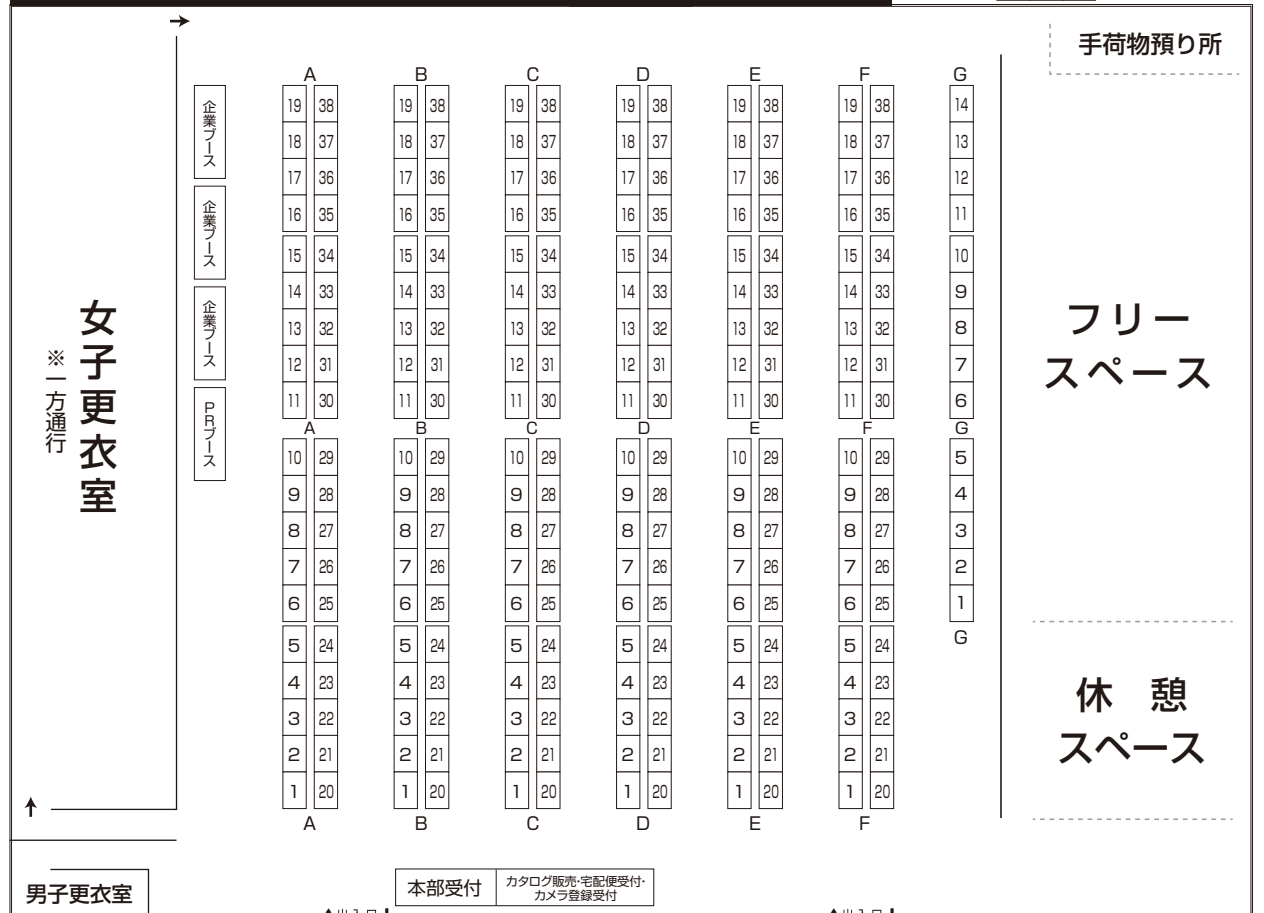 →
手荷物預り所
A B C D E F G
19 38 19 38 19 38 19 38 19 38 19 38 14
18 37 18 37 18 37 18 37 18 37 18 37 13
17 36 17 36 17 36 17 36 17 36 17 36 12
16 35 16 35 16 35 16 35 16 35 16 35 11
15 34 15 34 15 34 15 34 15 34 15 34 10
14 33 14 33 14 33 14 33 14 33 14 33 9
13 32 13 32 13 32 13 32 13 32 13 32 8
12 31 12 31 12 31 12 31 12 31 12 31 7
11 30 11 30 11 30 11 30 11 30 11 30 6
A B C D E F G
10 29 10 29 10 29 10 29 10 29 10 29 5
9 28 9 28 9 28 9 28 9 28 9 28 4
8 27 8 27 8 27 8 27 8 27 8 27 3
7 26 7 26 7 26 7 26 7 26 7 26 2
6 25 6 25 6 25 6 25 6 25 6 25 1
5 24 5 24 5 24 5 24 5 24 5 24 G
4 23 4 23 4 23 4 23 4 23 4 23
3 22 3 22 3 22 3 22 3 22 3 22
2 21 2 21 2 21 2 21 2 21 2 21
1 20 1 20 1 20 1 20 1 20 1 20
A B C D E F
企業ブース
企業ブース
企業ブース
PRブース
女子更衣室
※一方通行
フリー
スペース
休憩
スペース
↑
男子更衣室
本部受付
カタログ販売・宅配便受付・
カメラ登録受付